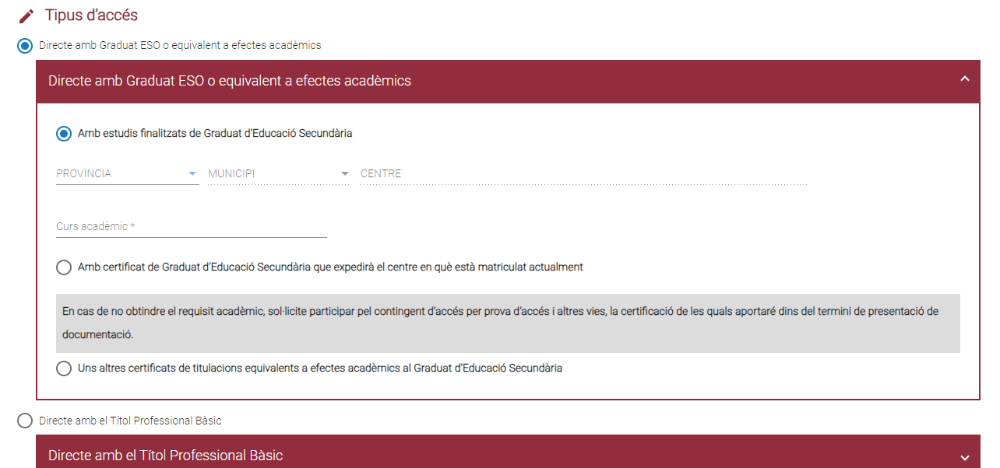 Tipus d'accés
Directe amb Graduat ESO o equivalent a efectes acadèmics
Directe amb Graduat ESO o equivalent a efectes acadèmics
Amb estudis finalitzats de Graduat d'Educació Secundària
PROVÍNCIA MUNICIPI CENTRE
Curs acadèmic *
Amb certificat de Graduat d'Educació Secundària que expedirà el centre en què està matriculat actualment
En cas de no obtindre el requisit acadèmic, sol·licite participar pel contingent d'accés per prova d'accés i altres vies, la certificació de les quals aportaré dins del termini de presentació de
documentació.
Uns altres certificats de titulacions equivalents a efectes acadèmics al Graduat d'Educació Secundària
Directe amb el Títol Professional Bàsic
Directe amb el Títol Professional Bàsic